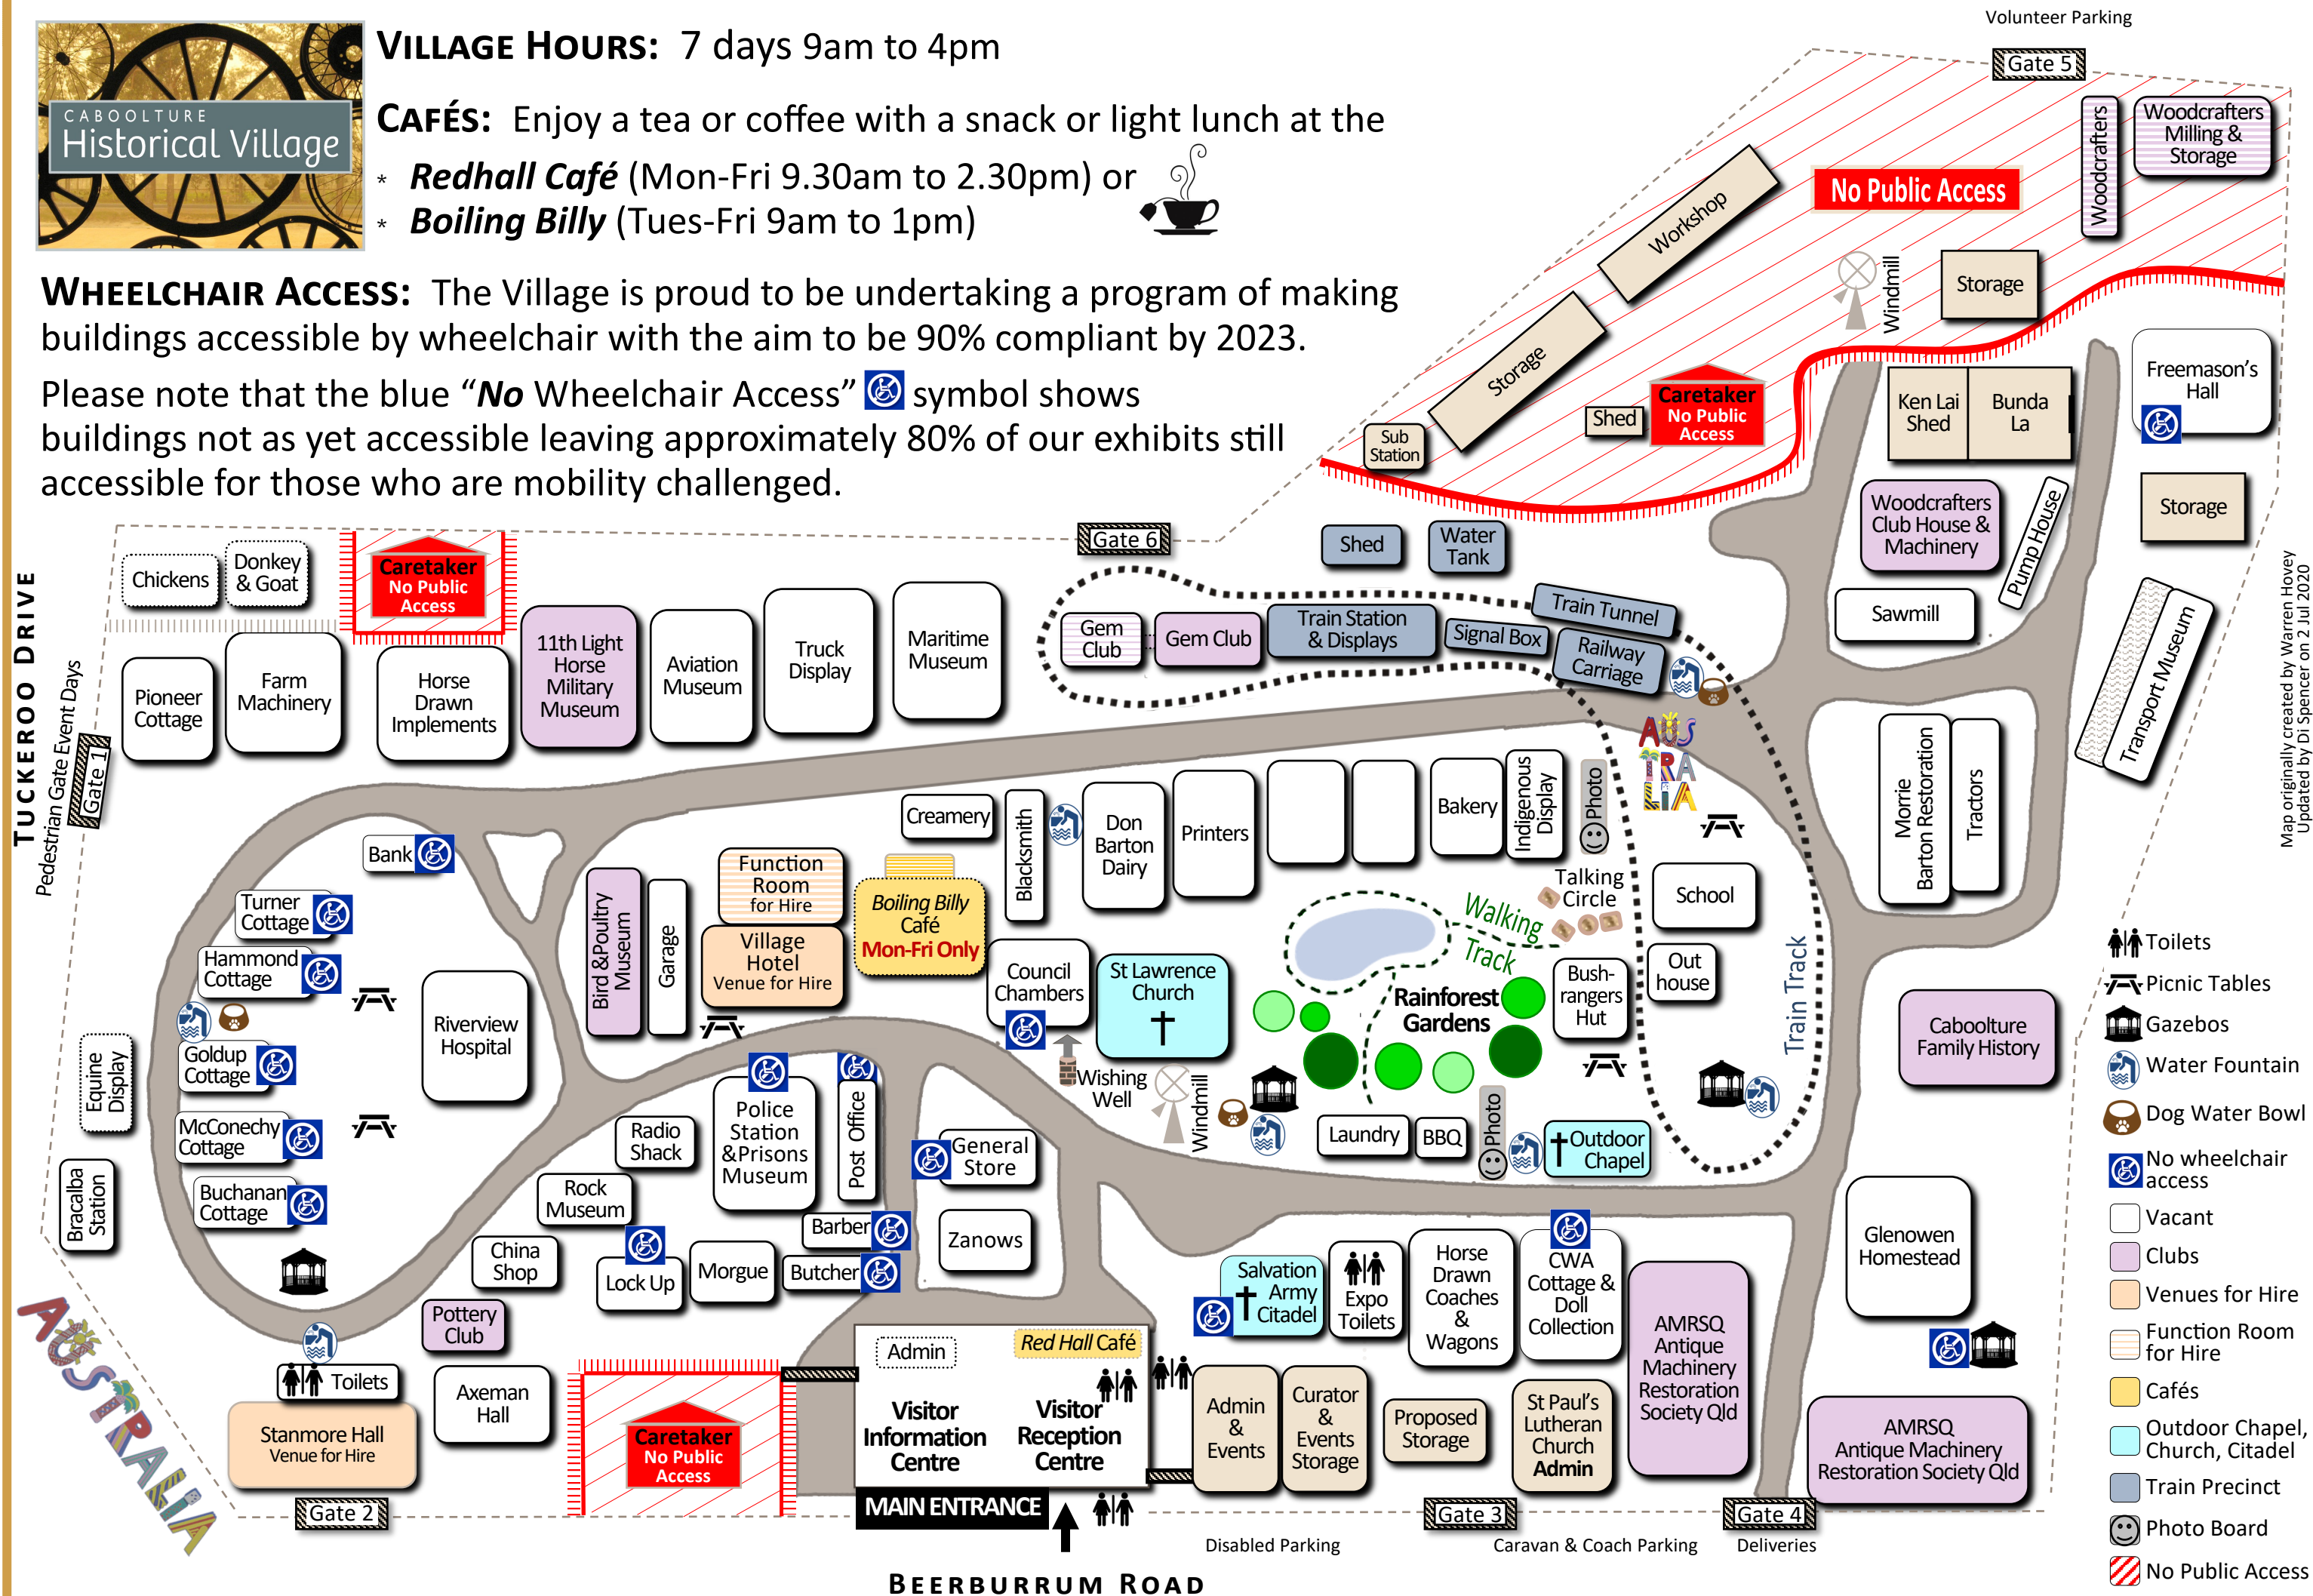 CABOOLTURE
Historical Village
VILLAGE HOURS: 7 days 9am to 4pm
CAFÉS: Enjoy a tea or coffee with a snack or light lunch at the
* Redhall Café (Mon-Fri 9.30am to 2.30pm) or
* Boiling Billy (Tues-Fri 9am to 1pm)
WHEELCHAIR ACCESS: The Village is proud to be undertaking a program of making
buildings accessible by wheelchair with the aim to be 90% compliant by 2023.
Please note that the blue “No Wheelchair Access” symbol shows
buildings not as yet accessible leaving approximately 80% of our exhibits still
accessible for those who are mobility challenged.
Volunteer Parking
Gate 5
Woodcrafters
Woodcrafters
Milling &
Storage
No Public Access
Workshop
Storage
Windmill
Storage
Shed
Caretaker
No Public
Access
Sub
Station
Ken Lai
Shed
Bunda
La
Freemason's
Hall
Storage
Woodcrafters
Club House &
Machinery
Pump House
Sawmill
Transport Museum
Map originally created by Warren Hovey
Updated by Di Spencer on 2 Jul 2020
TUCKEROO DRIVE
Pedestrian Gate Event Days
Gate 1
Chickens
Donkey
& Goat
Caretaker
No Public
Access
Gate 6
Shed
Water
Tank
Pioneer
Cottage
Farm
Machinery
Horse
Drawn
Implements
11th Light
Horse
Military
Museum
Aviation
Museum
Truck
Display
Maritime
Museum
Gem
Club
Gem Club
Train Station
& Displays
Signal Box
Train Tunnel
Railway
Carriage
AUS
TRA
LIA
Morrie
Barton Restoration
Tractors
Bank
Turner
Cottage
Hammond
Cottage
Goldup
Cottage
McConechy
Cottage
Buchanan
Cottage
Equine
Display
Bracalba
Station
Riverview
Hospital
Bird &Poultry
Museum
Garage
Function
Room
for Hire
Village
Hotel
Venue for Hire
Boiling Billy
Café
Mon-Fri Only
Creamery
Blacksmith
Don
Barton
Dairy
Printers
Bakery
Indigenous
Display
Photo
Talking
Circle
School
Out
house
Walking
Track
Rainforest
Gardens
Bush-
rangers
Hut
Train Track
Council
Chambers
St Lawrence
Church
Wishing
Well
Windmill
Laundry
BBQ
Photo
Outdoor
Chapel
Caboolture
Family History
Radio
Shack
Police
Station
&Prisons
Museum
Post Office
General
Store
Rock
Museum
Barber
Zanows
China
Shop
Lock Up
Morgue
Butcher
Pottery
Club
Axeman
Hall
Toilets
Stanmore Hall
Venue for Hire
Gate 2
AUSTRALIA
Caretaker
No Public
Access
Admin
Red Hall Café
Visitor
Information
Centre
Visitor
Reception
Centre
MAIN ENTRANCE
Salvation
Army
Citadel
Expo
Toilets
Horse
Drawn
Coaches
&
Wagons
CWA
Cottage &
Doll
Collection
AMRSQ
Antique
Machinery
Restoration
Society Qld
Admin
&
Events
Curator
&
Events
Storage
Proposed
Storage
St Paul's
Lutheran
Church
Admin
Glenowen
Homestead
AMRSQ
Antique Machinery
Restoration Society Qld
Gate 3
Gate 4
Disabled Parking
Caravan & Coach Parking
Deliveries
BEERBURRUM ROAD
Toilets
Picnic Tables
Gazebos
Water Fountain
Dog Water Bowl
No wheelchair
access
Vacant
Clubs
Venues for Hire
Function Room
for Hire
Cafés
Outdoor Chapel,
Church, Citadel
Train Precinct
Photo Board
No Public Access